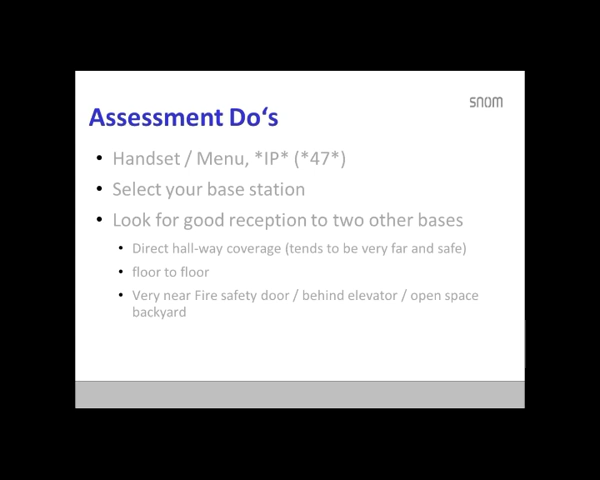 snom
Assessment Do‘s
• Handset / Menu, *IP* (*47*)
• Select your base station
• Look for good reception to two other bases
• Direct hall-way coverage (tends to be very far and safe)
• floor to floor
• Very near Fire safety door / behind elevator / open space
backyard